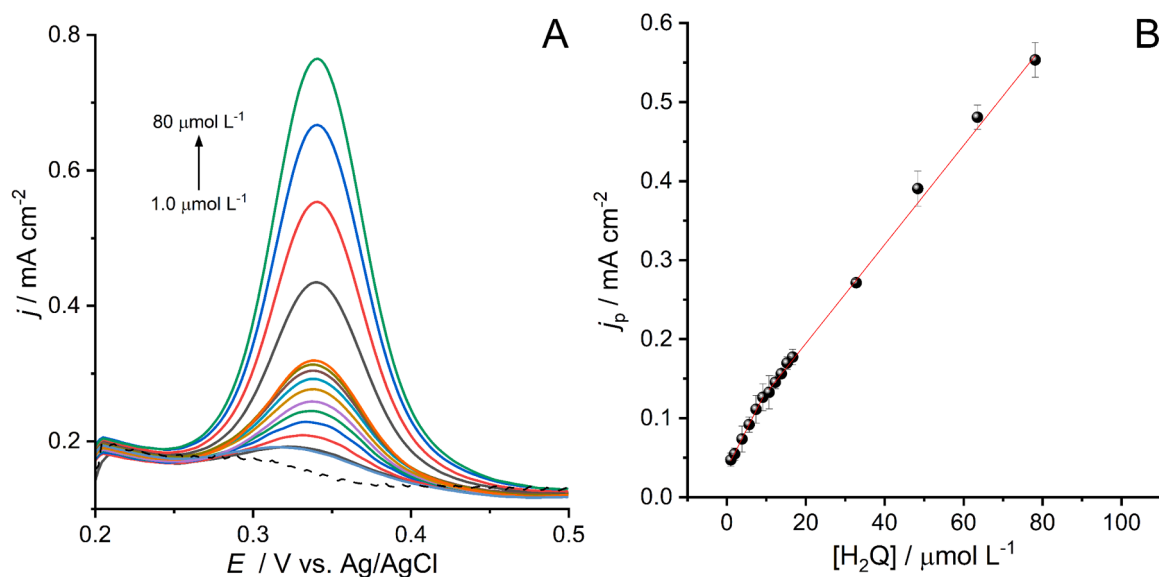 A
0.8
0.6
0.4
0.2
j / mA cm⁻²
80 μmol L⁻¹
1.0 μmol L⁻¹
0.2 0.3 0.4 0.5
E / V vs. Ag/AgCl
B
0.6
0.5
0.4
0.3
0.2
0.1
0.0
jₚ / mA cm⁻²
0 20 40 60 80 100
[H₂Q] / μmol L⁻¹